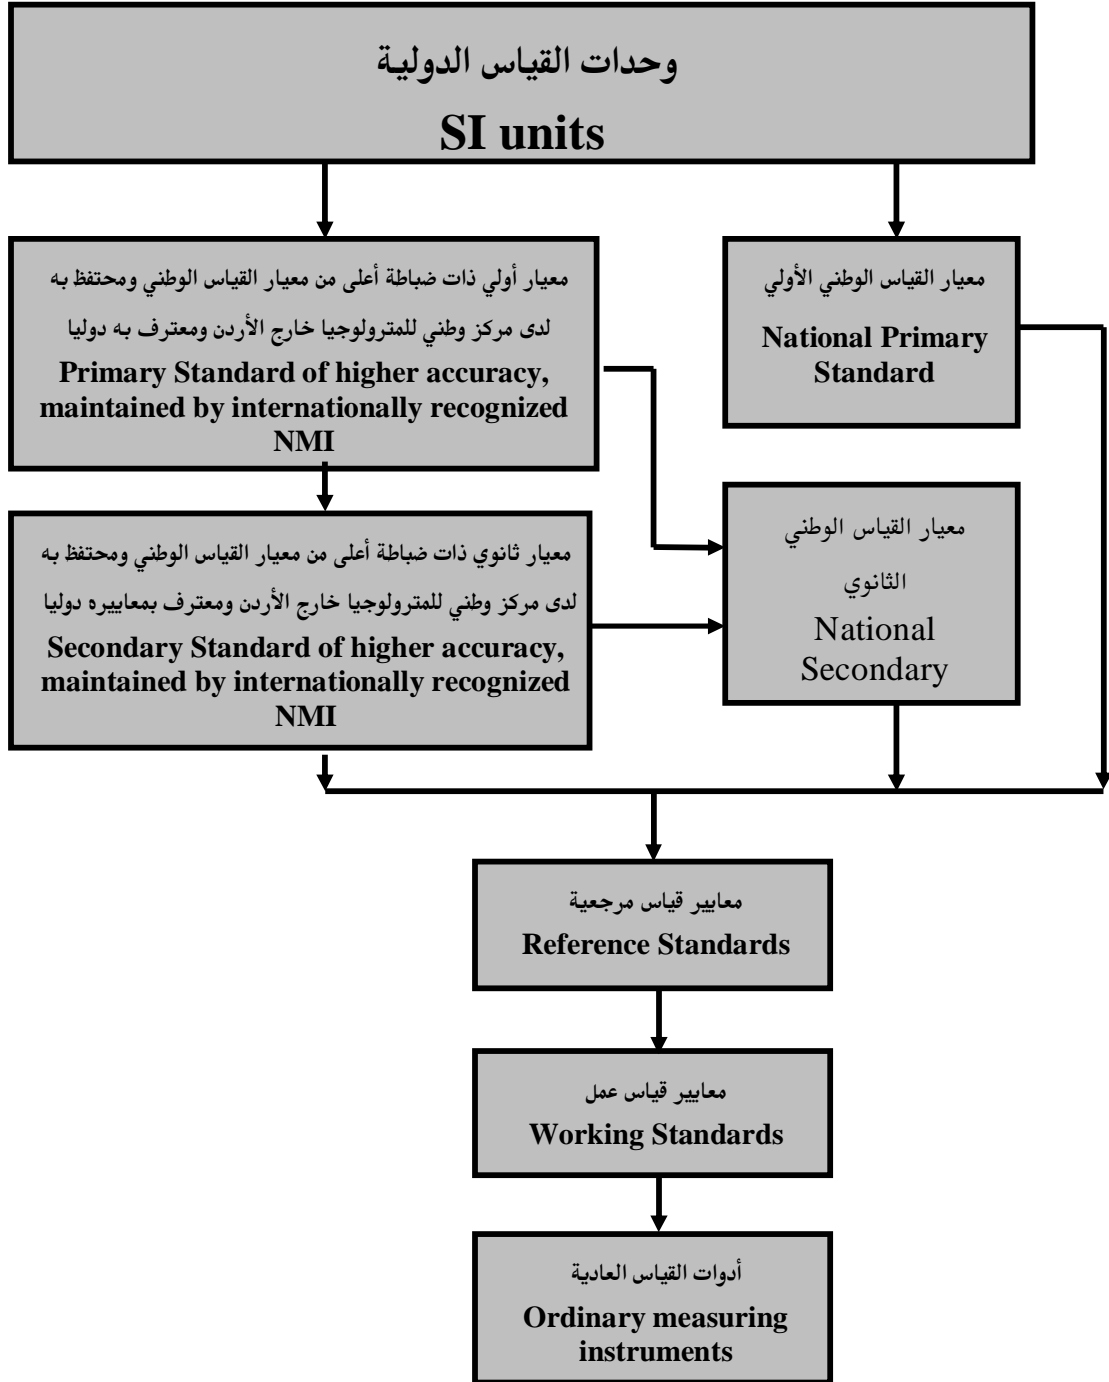 وحدات القياس الدولية
SI units
معيار أولي ذات ضباطة أعلى من معيار القياس الوطني ومحتفظ به
لدى مركز وطني للمترولوجيا خارج الأردن ومعترف به دوليا
Primary Standard of higher accuracy,
maintained by internationally recognized
NMI
معيار القياس الوطني الأولي
National Primary
Standard
معيار ثانوي ذات ضباطة أعلى من معيار القياس الوطني ومحتفظ به
لدى مركز وطني للمترولوجيا خارج الأردن ومعترف بمعاييره دوليا
Secondary Standard of higher accuracy,
maintained by internationally recognized
NMI
معيار القياس الوطني
الثانوي
National
Secondary
معايير قياس مرجعية
Reference Standards
معايير قياس عمل
Working Standards
أدوات القياس العادية
Ordinary measuring
instruments